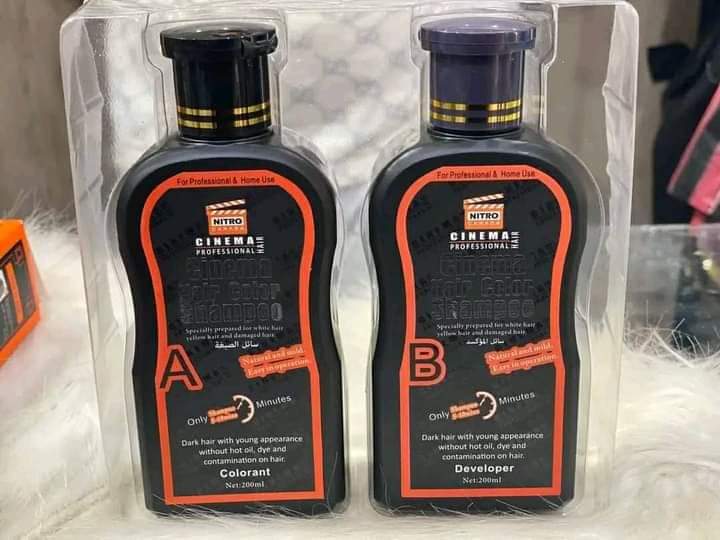 For Professional & Home Use
NITRO
CANADA
CINEMA
PROFESSIONAL
HAIR
Cinema
Hair Color
Shampoo
Specially prepared for white hair
yellow hair and damaged hair.
سائل الصبغة
A
Natural and mild.
Easy in operation.
Only
Shampoo
Minutes
Dark hair with young appearance
without hot oil, dye and
contamination on hair.
Colorant
Net:200ml
For Professional & Home Use
NITRO
CANADA
CINEMA
PROFESSIONAL
HAIR
Cinema
Hair Color
Shampoo
Specially prepared for white hair
yellow hair and damaged hair.
سائل المؤكسد
B
Natural and mild.
Easy in operation.
Only
Shampoo
Minutes
Dark hair with young appearance
without hot oil, dye and
contamination on hair.
Developer
Net:200ml